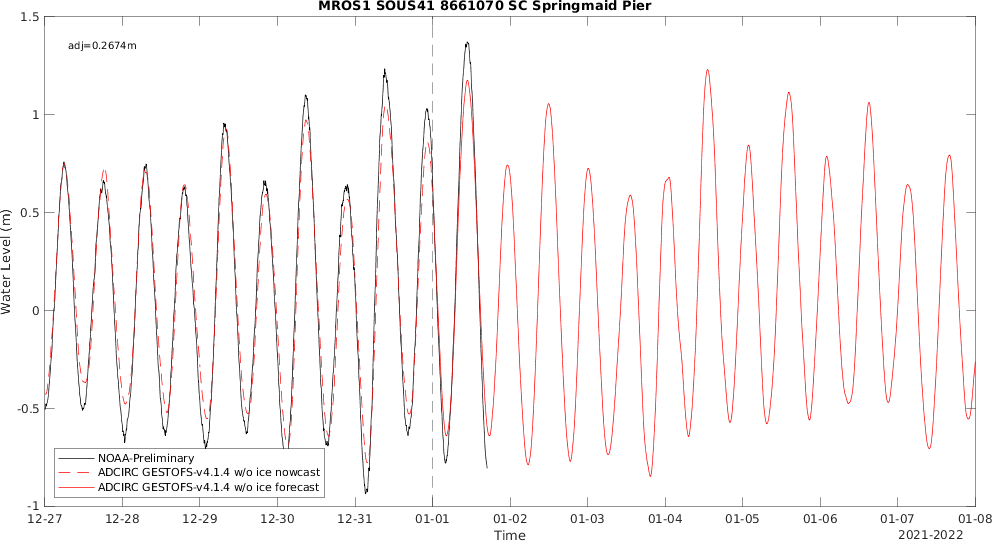 MROS1 SOUS41 8661070 SC Springmaid Pier
1.5
adj=0.2674m
1
0.5
Water Level (m)
0
-0.5
NOAA-Preliminary
ADCIRC GESTOFS-v4.1.4 w/o ice nowcast
ADCIRC GESTOFS-v4.1.4 w/o ice forecast
-1
12-27 12-28 12-29 12-30 12-31 01-01 01-02 01-03 01-04 01-05 01-06 01-07 01-08
Time
2021-2022